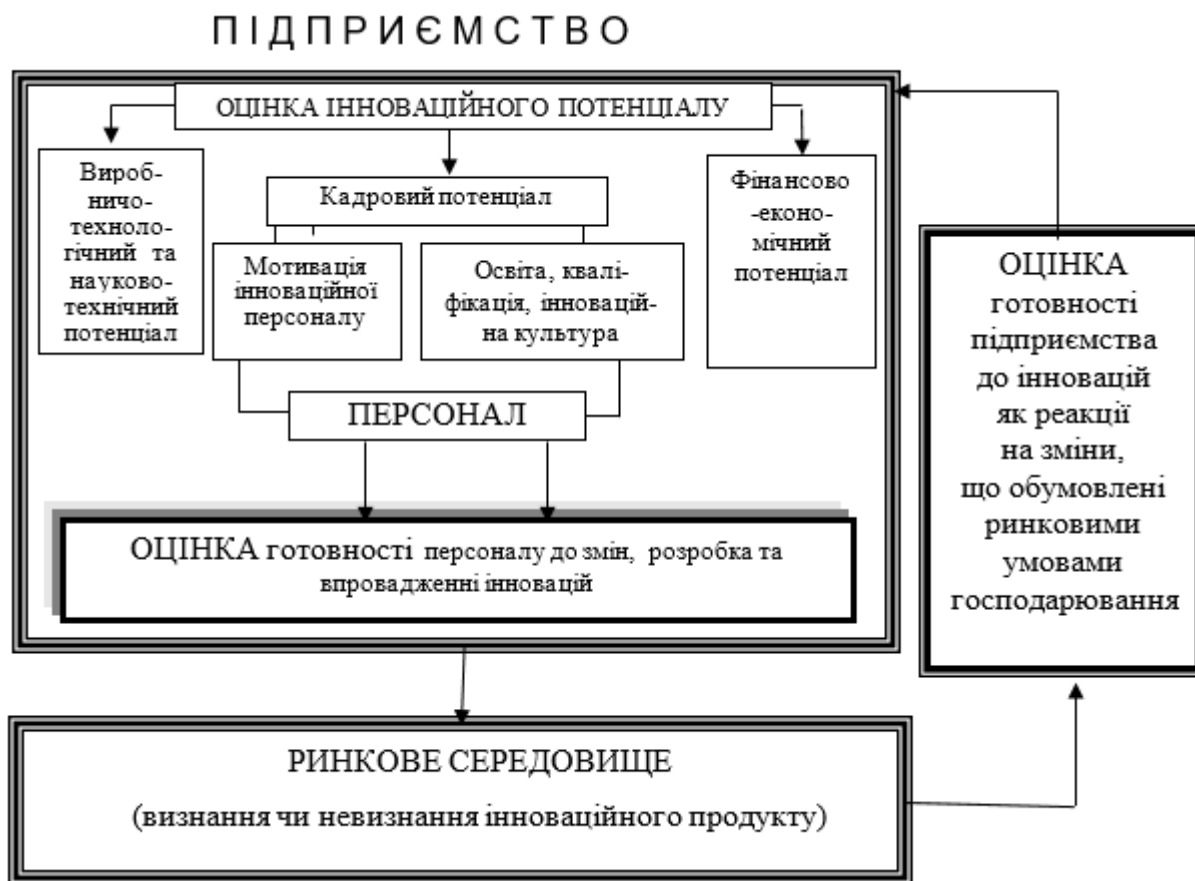 П І Д П Р И Є М С Т В О
ОЦІНКА ІННОВАЦІЙНОГО ПОТЕНЦІАЛУ
Вироб-
ничо-
техноло-
гічний та
науково-
технічний
потенціал
Кадровий потенціал
Мотивація
інноваційної
персоналу
Освіта, квалі-
фікація, інновацій-
на культура
Фінансово
-еконо-
мічний
потенціал
ПЕРСОНАЛ
ОЦІНКА готовності персоналу до змін, розробка та
впровадженні інновацій
ОЦІНКА
готовності
підприємства
до інновацій
як реакції
на зміни,
що обумовлені
ринковими
умовами
господарювання
РИНКОВЕ СЕРЕДОВИЩЕ
(визнання чи невизнання інноваційного продукту)